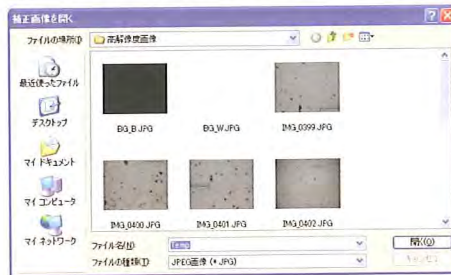 補正画像を開く
ファイルの場所(I)
高解像度画像
最近使ったファイル
デスクトップ
マイ ドキュメント
マイ コンピュータ
マイ ネットワーク
BG_B.JPG
BG_W.JPG
IMG_0399.JPG
IMG_0400.JPG
IMG_0401.JPG
IMG_0402.JPG
ファイル名(N)
Temp
開く(O)
ファイルの種類(T)
JPEG画像 (*.JPG)
キャンセル